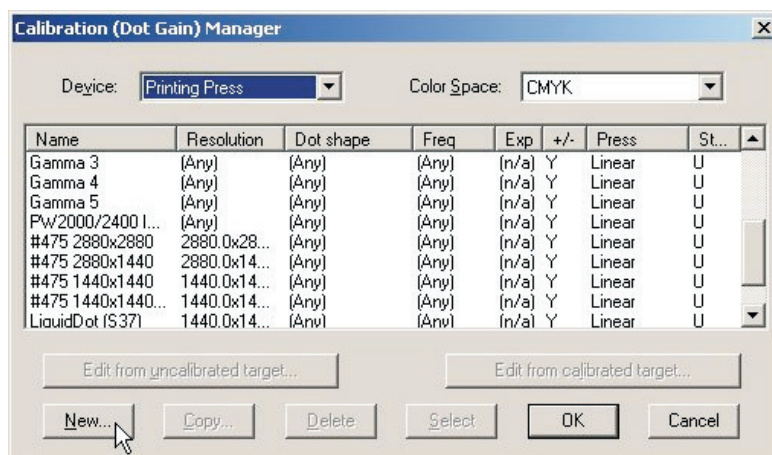 Calibration (Dot Gain) Manager
Device: Printing Press Color Space: CMYK
Name Resolution Dot shape Freq Exp +/- Press St...
Gamma 3 (Any) (Any) (Any) (n/a) Y Linear U
Gamma 4 (Any) (Any) (Any) (n/a) Y Linear U
Gamma 5 (Any) (Any) (Any) (n/a) Y Linear U
PW2000/2400 I... (Any) (Any) (Any) (n/a) Y Linear U
#475 2880x2880 2880.0x28... (Any) (Any) (n/a) Y Linear U
#475 2880x1440 2880.0x14... (Any) (Any) (n/a) Y Linear U
#475 1440x1440 1440.0x14... (Any) (Any) (n/a) Y Linear U
#475 1440x1440... 1440.0x14... (Any) (Any) (n/a) Y Linear U
LiquidDot (S37) 1440.0x14... (Any) (Any) (n/a) Y Linear U
Edit from uncalibrated target... Edit from calibrated target...
New... Copy... Delete Select OK Cancel